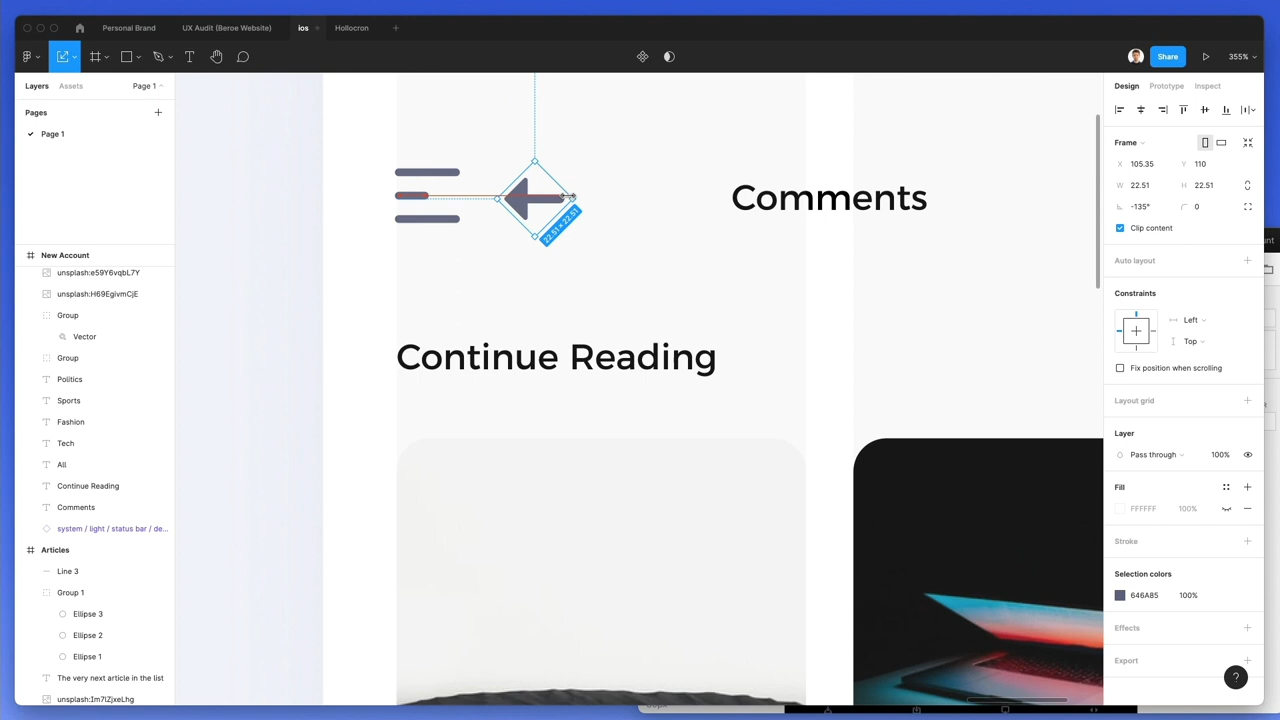 Personal Brand
UX Audit (Beroe Website)
ios
Hollocron
Share
355%
Layers
Assets
Page 1
Pages
Page 1
New Account
unsplash:e59Y6vqbL7Y
unsplash:H69EgivmCjE
Group
Vector
Group
Politics
Sports
Fashion
Tech
All
Continue Reading
Comments
system / light / status bar / de...
Articles
Line 3
Group 1
Ellipse 3
Ellipse 2
Ellipse 1
The very next article in the list
unsplash:Im7lZjxeLhg
Comments
22.51 × 22.51
Continue Reading
Design
Prototype
Inspect
Frame
X 105.35 Y 110
W 22.51 H 22.51
-135° 0
Clip content
Auto layout
Constraints
Left
Top
Fix position when scrolling
Layout grid
Layer
Pass through 100%
Fill
FFFFFF 100%
Stroke
Selection colors
646A85 100%
Effects
Export
?